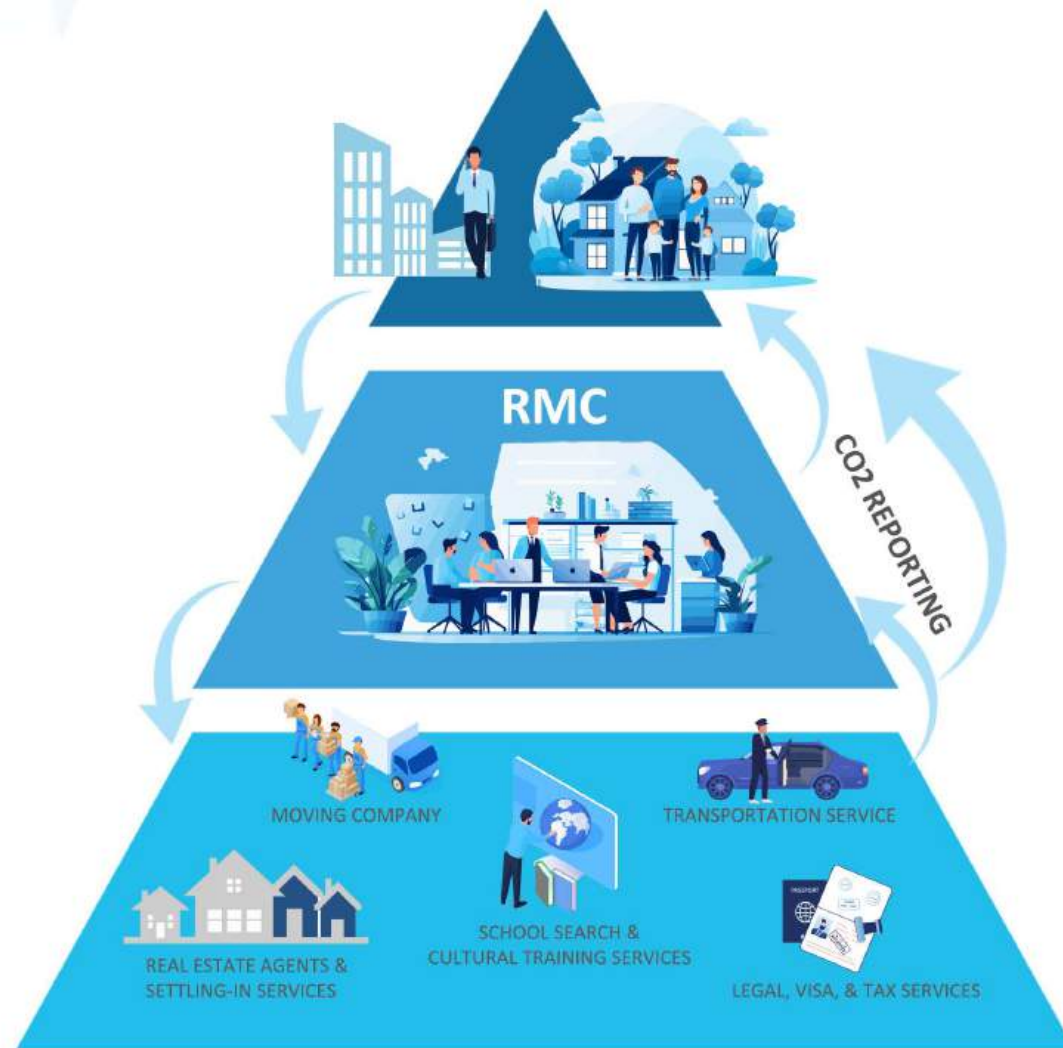 RMC
CO2 REPORTING
MOVING COMPANY
TRANSPORTATION SERVICE
SCHOOL SEARCH &
CULTURAL TRAINING SERVICES
REAL ESTATE AGENTS &
SETTLING-IN SERVICES
PASSPORT
LEGAL, VISA, & TAX SERVICES